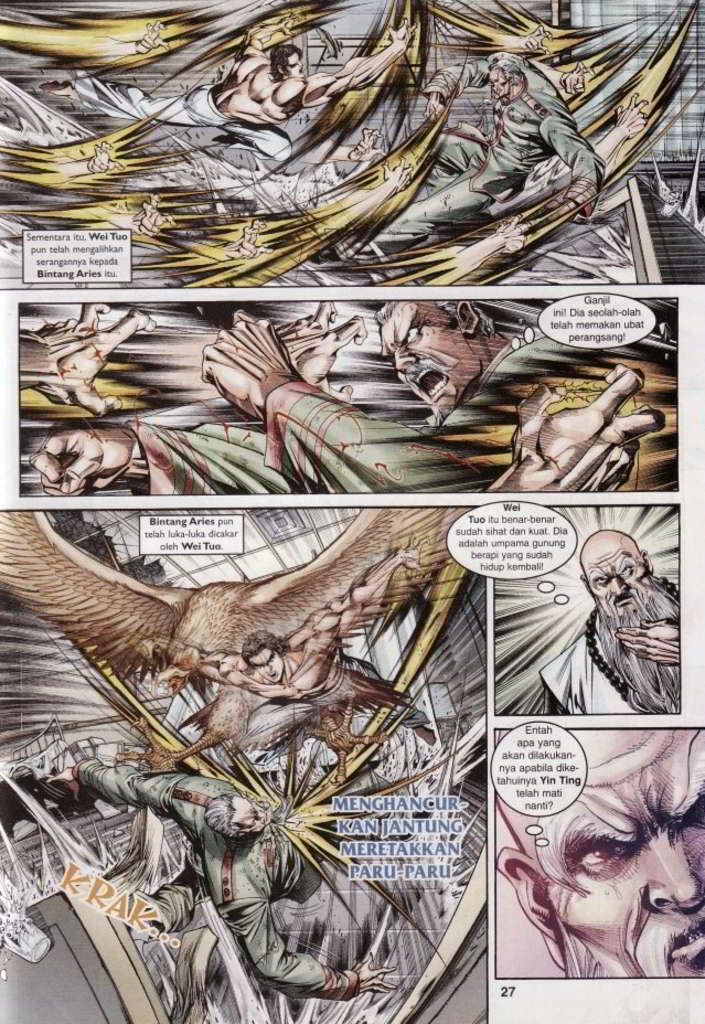 Sementara itu, Wei Tuo
pun telah mengalihkan
serangannya kepada
Bintang Aries itu.
Ganjil
ini! Dia seolah-olah
telah memakan ubat
perangsang!
Bintang Aries pun
telah luka-luka dicakar
oleh Wei Tuo.
Wei
Tuo itu benar-benar
sudah sihat dan kuat. Dia
adalah umpama gunung
berapi yang sudah
hidup kembali!
MENGHANCUR-
KAN JANTUNG
MERETAKKAN
PARU-PARU
KRAK...
Entah
apa yang
akan dilakukan-
nya apabila dike-
tahuinya Yin Ting
telah mati
nanti?
27